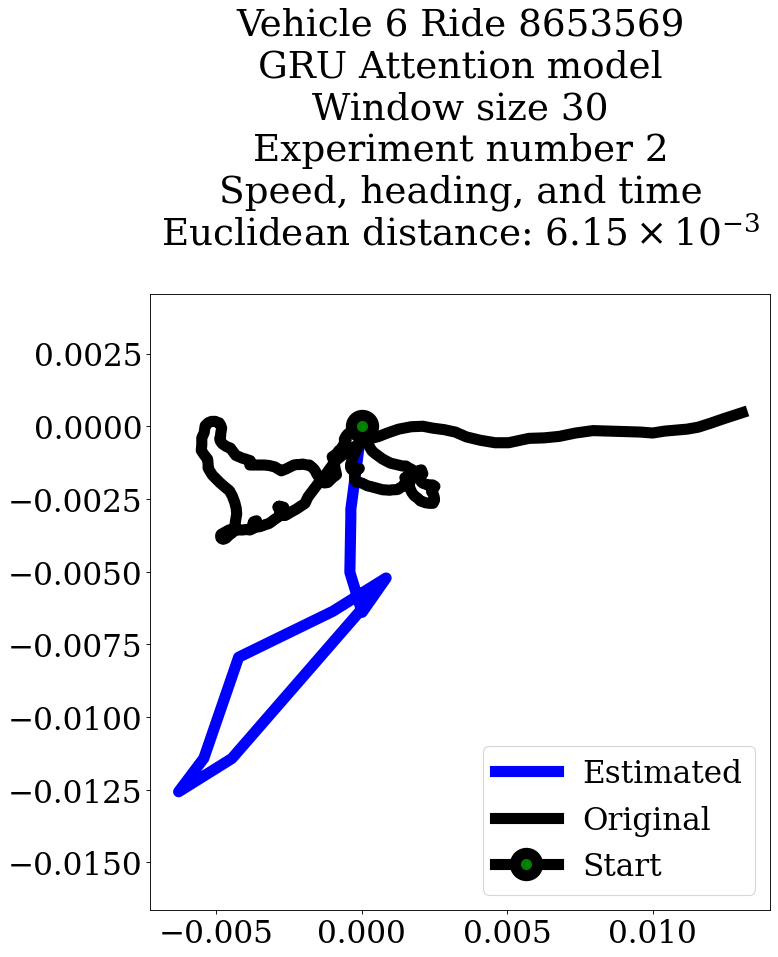 Vehicle 6 Ride 8653569
GRU Attention model
Window size 30
Experiment number 2
Speed, heading, and time
Euclidean distance: 6.15 × 10⁻³
0.0025
0.0000
−0.0025
−0.0050
−0.0075
−0.0100
−0.0125
−0.0150
Estimated
Original
Start
−0.005 0.000 0.005 0.010